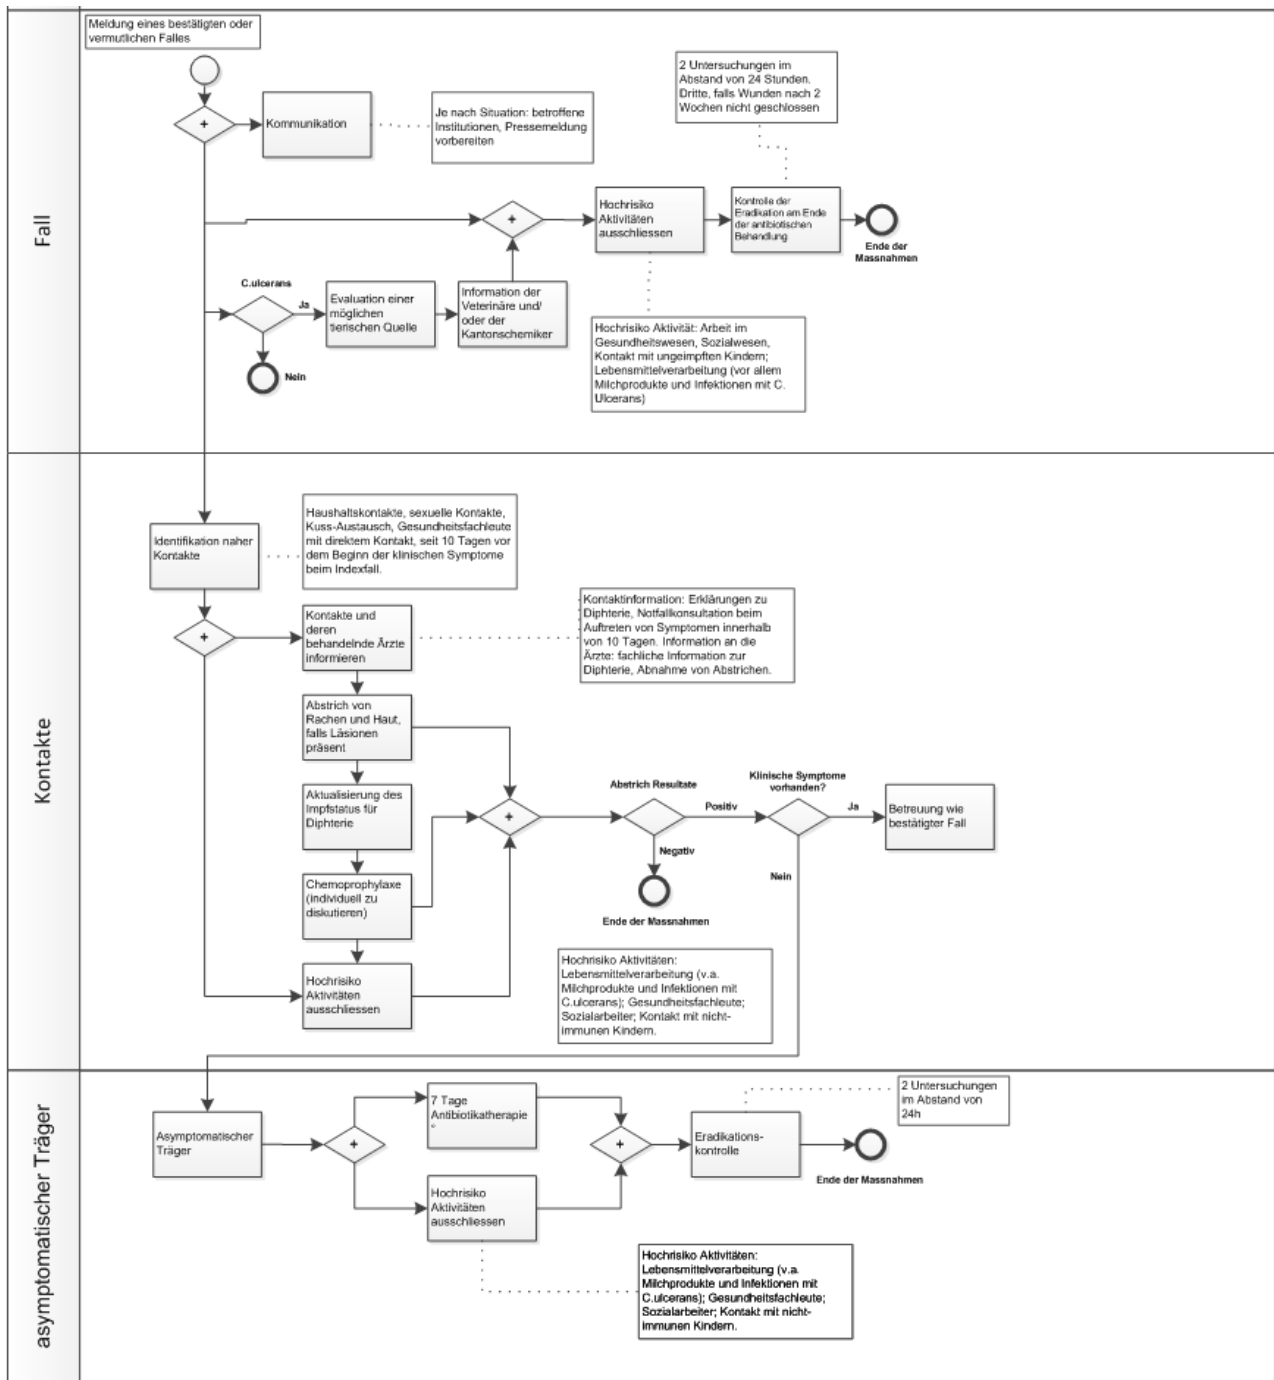 Fall
Meldung eines bestätigten oder
vermutlichen Falles
Kommunikation
Je nach Situation: betroffene
Institutionen, Pressemeldung
vorbereiten
2 Untersuchungen im
Abstand von 24 Stunden.
Dritte, falls Wunden nach 2
Wochen nicht geschlossen
Hochrisiko
Aktivitäten
ausschliessen
Kontrolle der
Eradikation am Ende
der antibiotischen
Behandlung
Ende der
Massnahmen
C.ulcerans
Ja
Nein
Evaluation einer
möglichen
tierischen Quelle
Information der
Veterinäre und/
oder der
Kantonschemiker
Hochrisiko Aktivität: Arbeit im
Gesundheitswesen, Sozialwesen,
Kontakt mit ungeimpften Kindern;
Lebensmittelverarbeitung (vor allem
Milchprodukte und Infektionen mit C.
Ulcerans)
Kontakte
Identifikation naher
Kontakte
Haushaltskontakte, sexuelle Kontakte,
Kuss-Austausch, Gesundheitsfachleute
mit direktem Kontakt, seit 10 Tagen vor
dem Beginn der klinischen Symptome
beim Indexfall.
Kontakte und
deren
behandelnde Ärzte
informieren
Kontaktinformation: Erklärungen zu
Diphterie, Notfallkonsultation beim
Auftreten von Symptomen innerhalb
von 10 Tagen. Information an die
Ärzte: fachliche Information zur
Diphterie, Abnahme von Abstrichen.
Abstrich von
Rachen und Haut,
falls Läsionen
präsent
Aktualisierung des
Impfstatus für
Diphterie
Chemoprophylaxe
(individuell zu
diskutieren)
Hochrisiko
Aktivitäten
ausschliessen
Abstrich Resultate
Positiv
Negativ
Ende der Massnahmen
Klinische Symptome
vorhanden?
Ja
Nein
Betreuung wie
bestätigter Fall
Hochrisiko Aktivitäten:
Lebensmittelverarbeitung (v.a.
Milchprodukte und Infektionen mit
C.ulcerans); Gesundheitsfachleute;
Sozialarbeiter; Kontakt mit nicht-
immunen Kindern.
asymptomatischer Träger
Asymptomatischer
Träger
7 Tage
Antibiotikatherapie
°
Hochrisiko
Aktivitäten
ausschliessen
Eradikations-
kontrolle
2 Untersuchungen
im Abstand von
24h
Ende der Massnahmen
Hochrisiko Aktivitäten:
Lebensmittelverarbeitung (v.a.
Milchprodukte und Infektionen mit
C.ulcerans); Gesundheitsfachleute;
Sozialarbeiter; Kontakt mit nicht-
immunen Kindern.